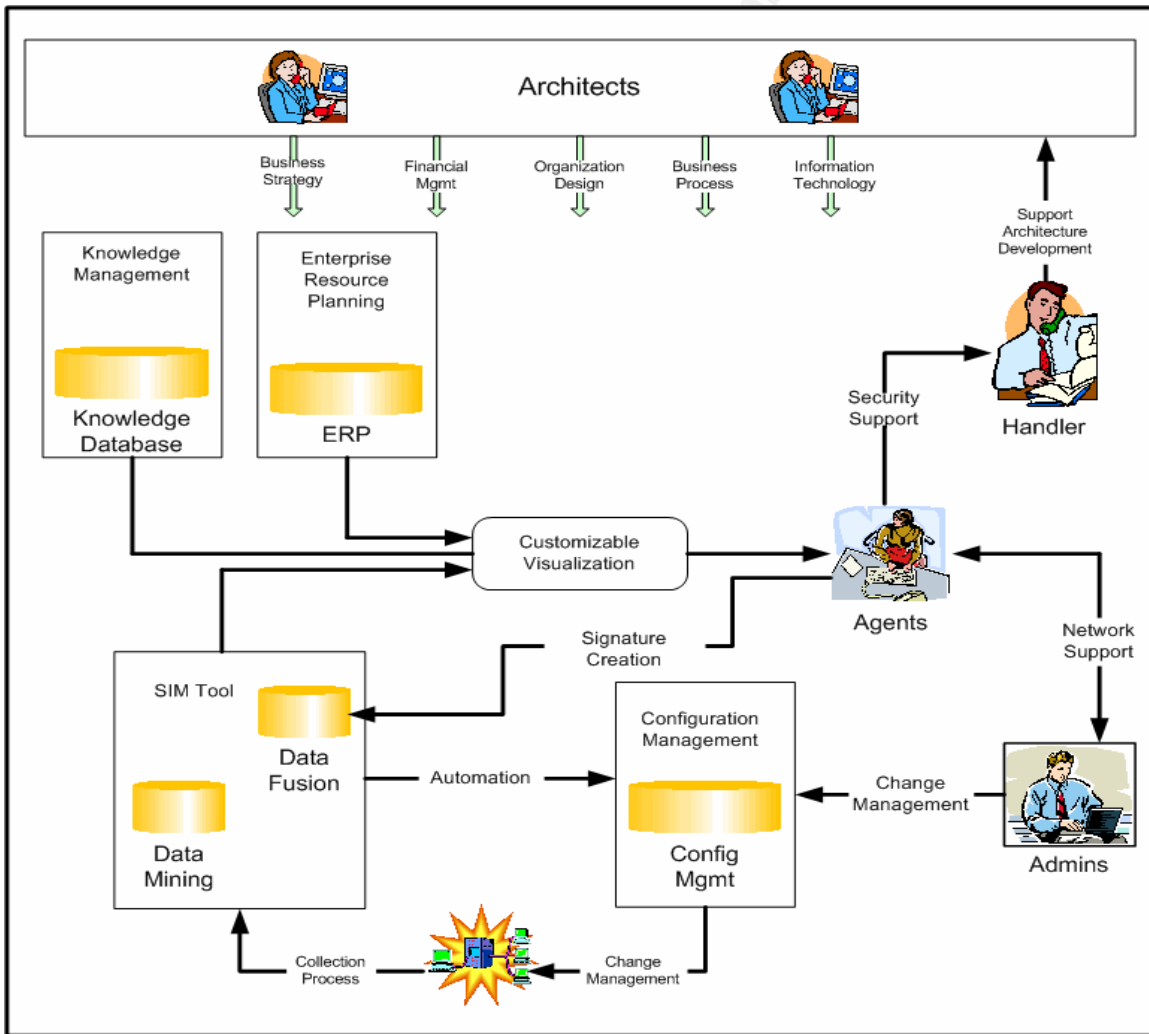 Architects
Business
Strategy
Financial
Mgmt
Organization
Design
Business
Process
Information
Technology
Support
Architecture
Development
Knowledge
Management
Knowledge
Database
Enterprise
Resource
Planning
ERP
Security
Support
Handler
Customizable
Visualization
Agents
Signature
Creation
Network
Support
SIM Tool
Data
Fusion
Data
Mining
Automation
Configuration
Management
Config
Mgmt
Change
Management
Admins
Collection
Process
Change
Management